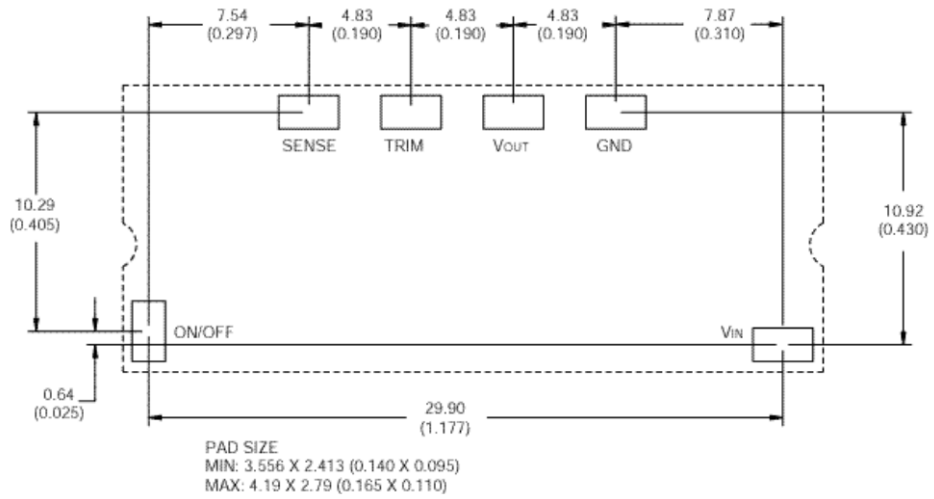 7.54 4.83 4.83 4.83 7.87
(0.297) (0.190) (0.190) (0.190) (0.310)
SENSE TRIM VOUT GND
10.29
(0.405)
10.92
(0.430)
ON/OFF VIN
0.64
(0.025)
29.90
(1.177)
PAD SIZE
MIN: 3.556 X 2.413 (0.140 X 0.095)
MAX: 4.19 X 2.79 (0.165 X 0.110)